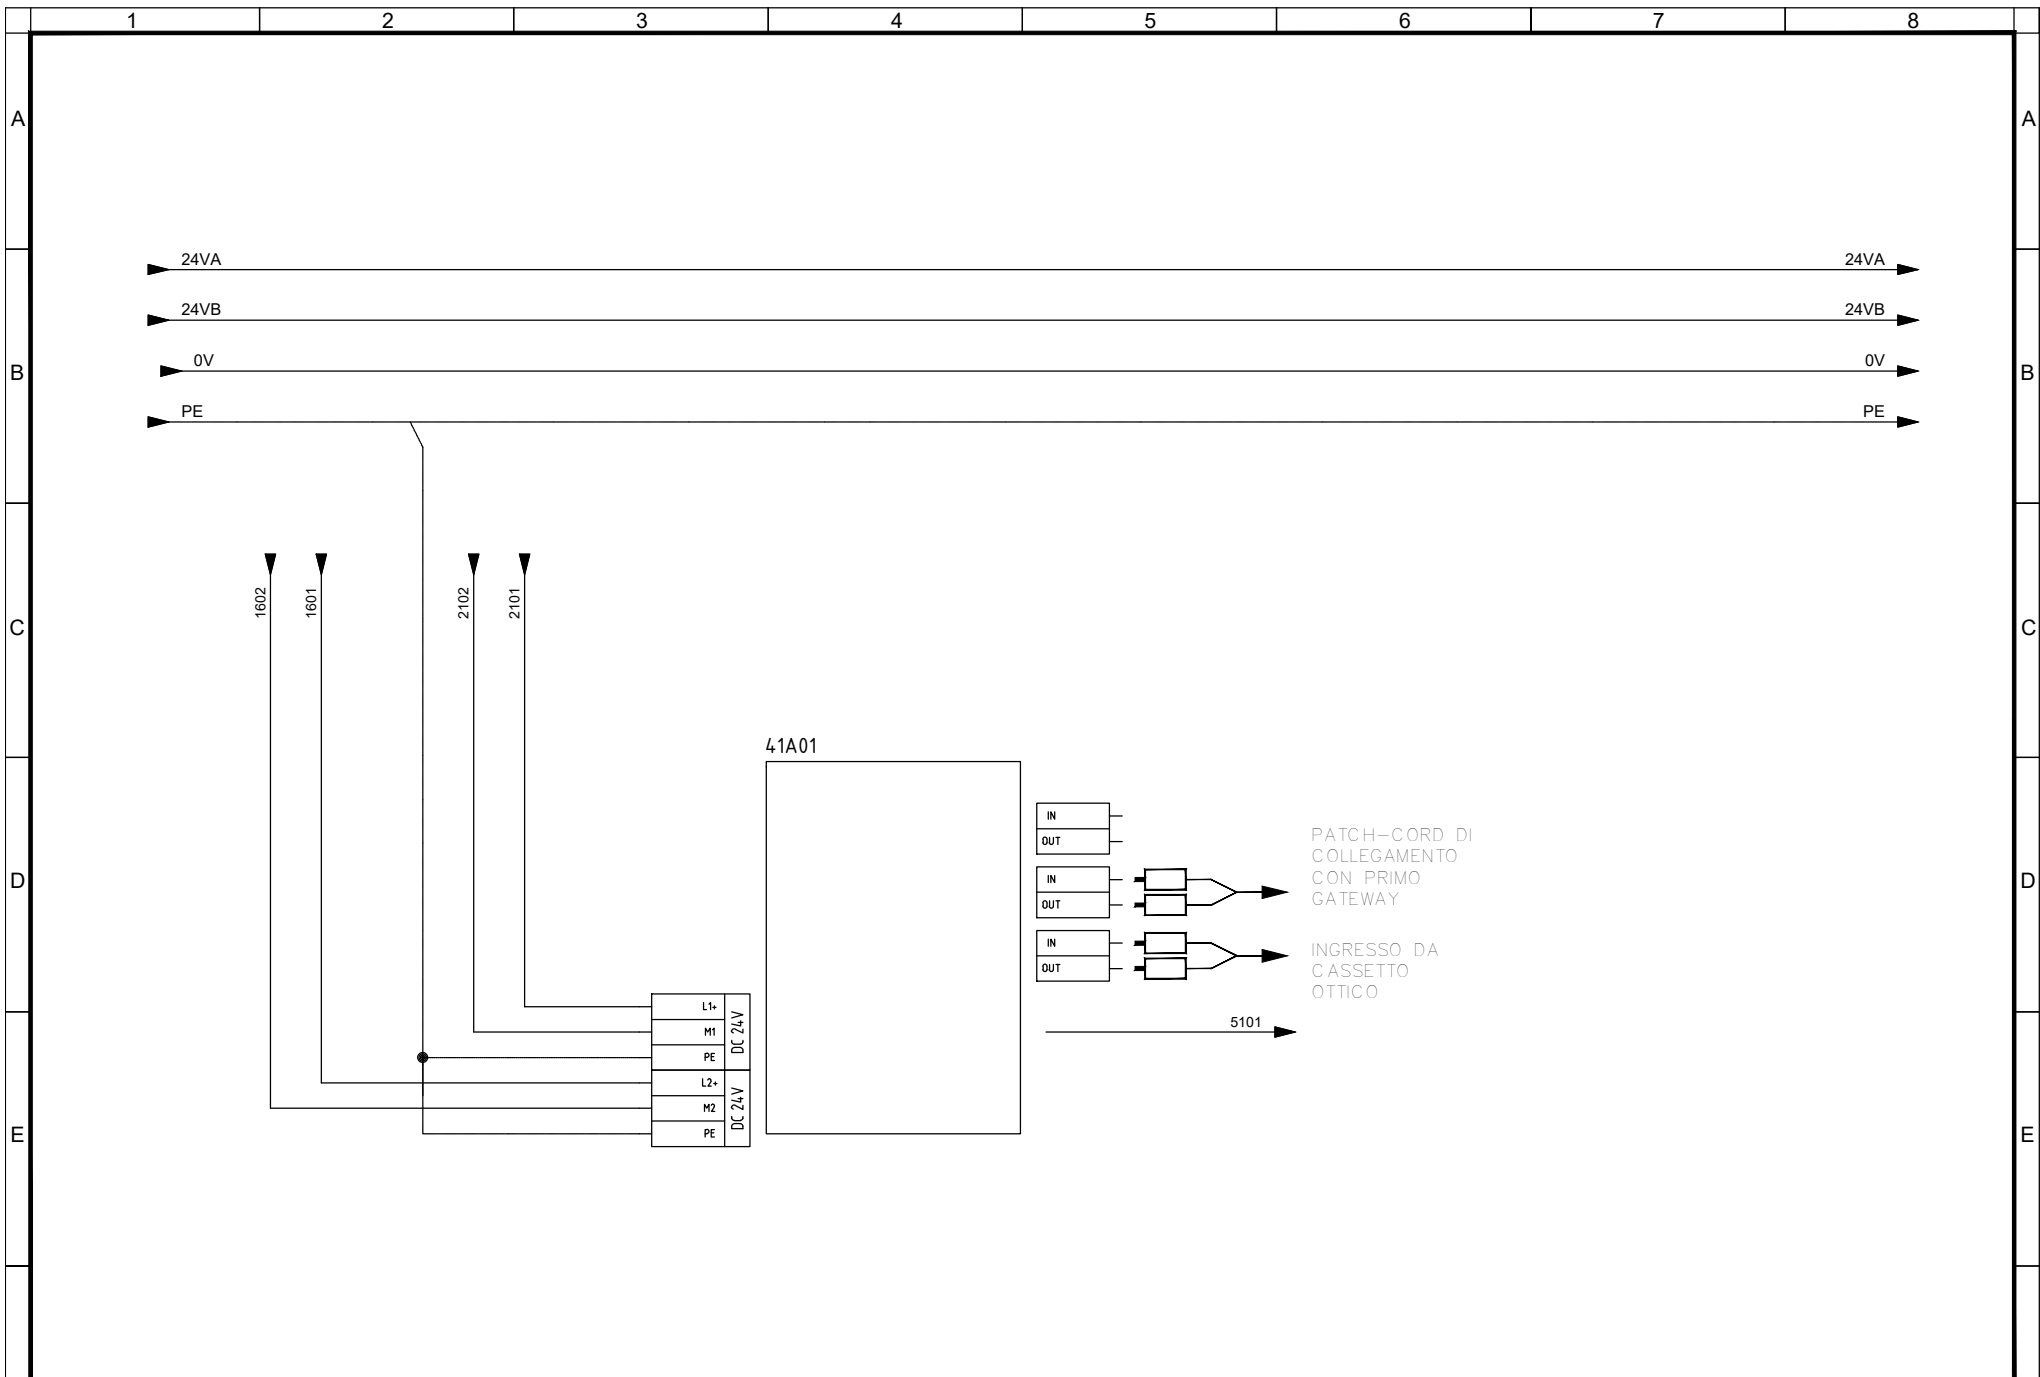 1 2 3 4 5 6 7 8
A A
24VA 24VA
24VB 24VB
B 0V 0V B
PE PE
1602 1601 2102 2101
C C
41A01
IN
OUT
PATCH-CORD DI
COLLEGAMENTO
CON PRIMO
GATEWAY
D D
IN
OUT
IN
OUT
INGRESSO DA
CASSETTO
OTTICO
L1+
M1
PE
DC 24V
5101
L2+
M2
PE
DC 24V
E E